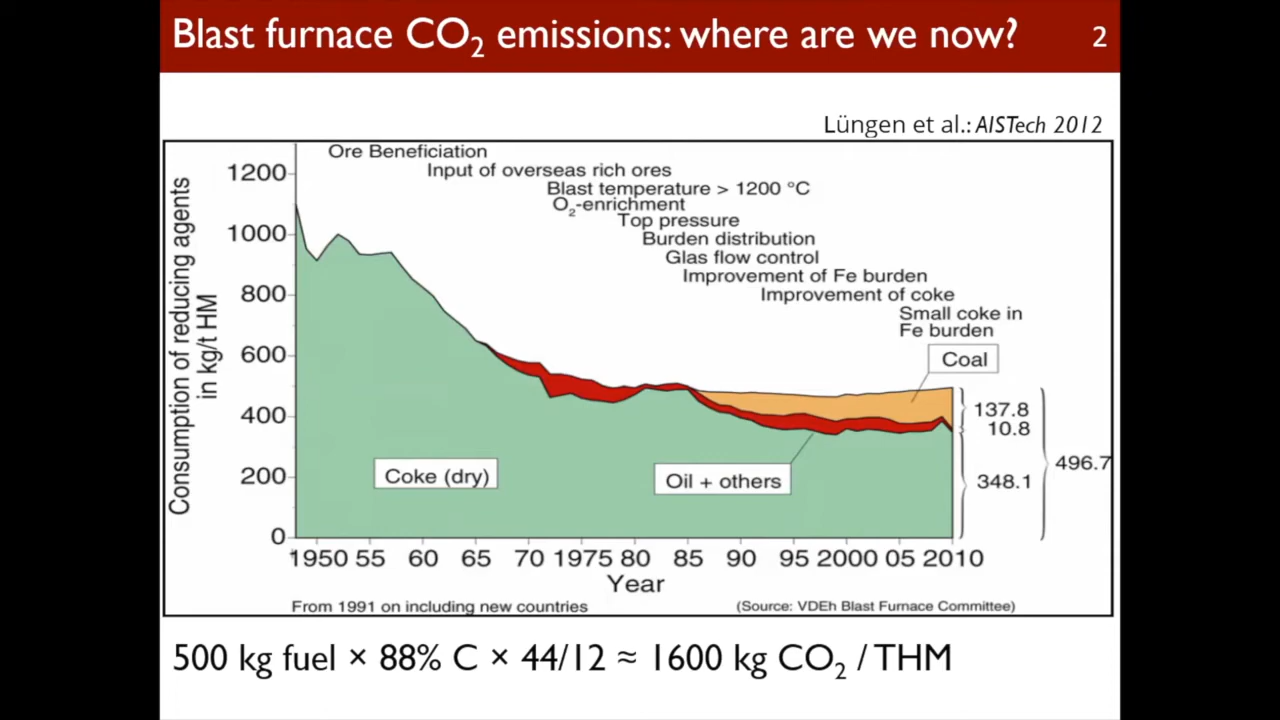 Blast furnace CO2 emissions: where are we now?
2
Lüngen et al.: AISTech 2012
Consumption of reducing agents
in kg/t HM
1200
1000
800
600
400
200
0
Ore Beneficiation
Input of overseas rich ores
Blast temperature > 1200 °C
O2-enrichment
Top pressure
Burden distribution
Glas flow control
Improvement of Fe burden
Improvement of coke
Small coke in
Fe burden
Coal
137.8
10.8
496.7
348.1
Coke (dry)
Oil + others
1950 55 60 65 70 1975 80 85 90 95 2000 05 2010
Year
From 1991 on including new countries
(Source: VDEh Blast Furnace Committee)
500 kg fuel × 88% C × 44/12 ≈ 1600 kg CO2 / THM